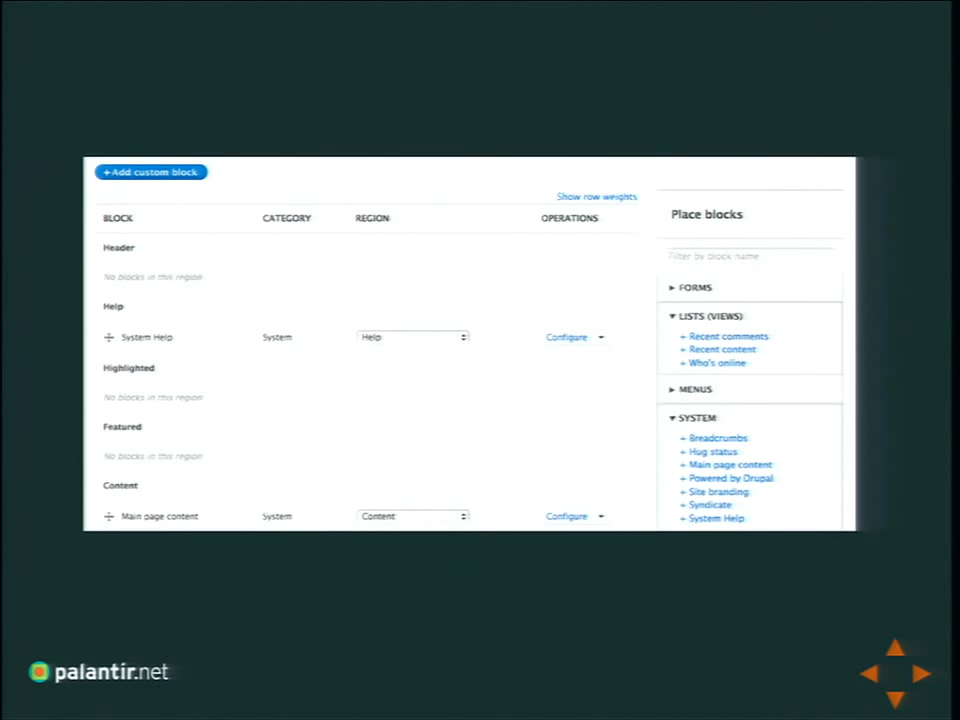 + Add custom block
Show row weights
BLOCK CATEGORY REGION OPERATIONS
Header
No blocks in this region
Help
System Help System Help Configure
Highlighted
No blocks in this region
Featured
No blocks in this region
Content
Main page content System Content Configure
Place blocks
Filter by block name
FORMS
LISTS (VIEWS)
+ Recent comments
+ Recent content
+ Who's online
MENUS
SYSTEM
+ Breadcrumbs
+ Hug status
+ Main page content
+ Powered by Drupal
+ Site branding
+ Syndicate
+ System Help
palantir.net